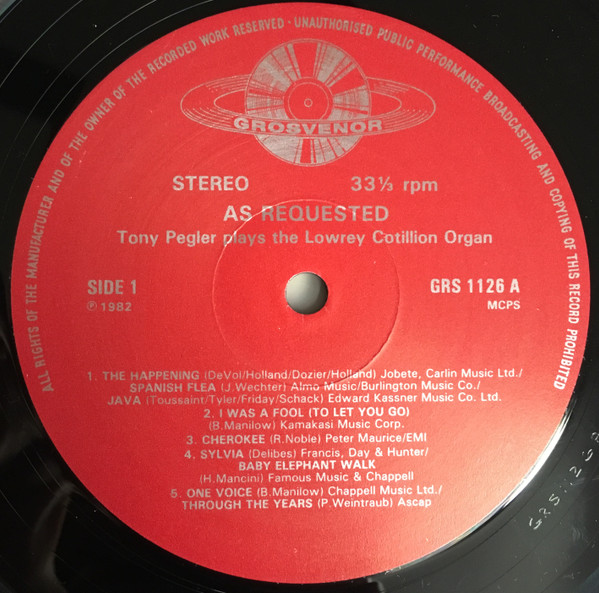 ALL RIGHTS OF THE MANUFACTURER AND OF THE OWNER OF THE RECORDED WORK RESERVED - UNAUTHORISED PUBLIC PERFORMANCE BROADCASTING AND COPYING OF THIS RECORD PROHIBITED
GROSVENOR
STEREO 33⅓ rpm
AS REQUESTED
Tony Pegler plays the Lowrey Cotillion Organ
SIDE 1 GRS 1126 A
℗ 1982 MCPS
1. THE HAPPENING (DeVol/Holland/Dozier/Holland) Jobete, Carlin Music Ltd./
SPANISH FLEA (J.Wechter) Almo Music/Burlington Music Co./
JAVA (Toussaint/Tyler/Friday/Schack) Edward Kassner Music Co. Ltd.
2. I WAS A FOOL (TO LET YOU GO)
(B.Manilow) Kamakasi Music Corp.
3. CHEROKEE (R.Noble) Peter Maurice/EMI
4. SYLVIA (Delibes) Francis, Day & Hunter/
BABY ELEPHANT WALK
(H.Mancini) Famous Music & Chappell
5. ONE VOICE (B.Manilow) Chappell Music Ltd./
THROUGH THE YEARS (P.Weintraub) Ascap